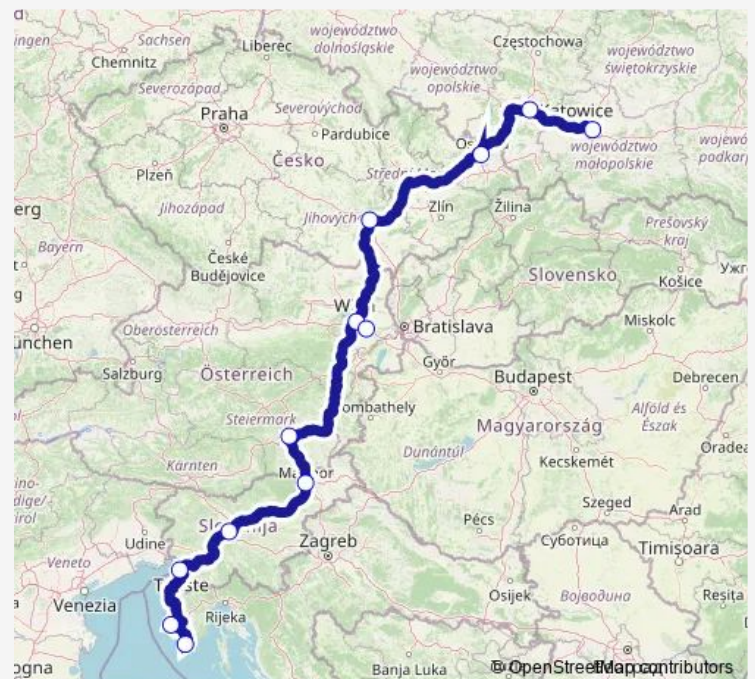 Sachsen
Liberec
województwo
dolnośląskie
Częstochowa
Chemnitz
województwo
opolskie
województwo
świętokrzyskie
Severozápad
Praha
Severovýchod
Pardubice
Katowice
województwo
małopolskie
Česko
Plzeň
Jihozápad
Zlín
Žilina
Prešovský
kraj
Bayern
České
Budějovice
Slovensko
Košice
Oberösterreich
Bratislava
Miskolc
Salzburg
Österreich
Győr
Budapest
Debrecen
Steiermark
Magyarország
Alföld és
Észak
Kärnten
Dunántúl
Kecskemét
Szeged
Arad
Udine
Zagreb
Pécs
Суботица
Timișoara
Veneto
Venezia
Rijeka
Osijek
Војводина
Reșița
Banja Luka
© OpenStreetMap contributors